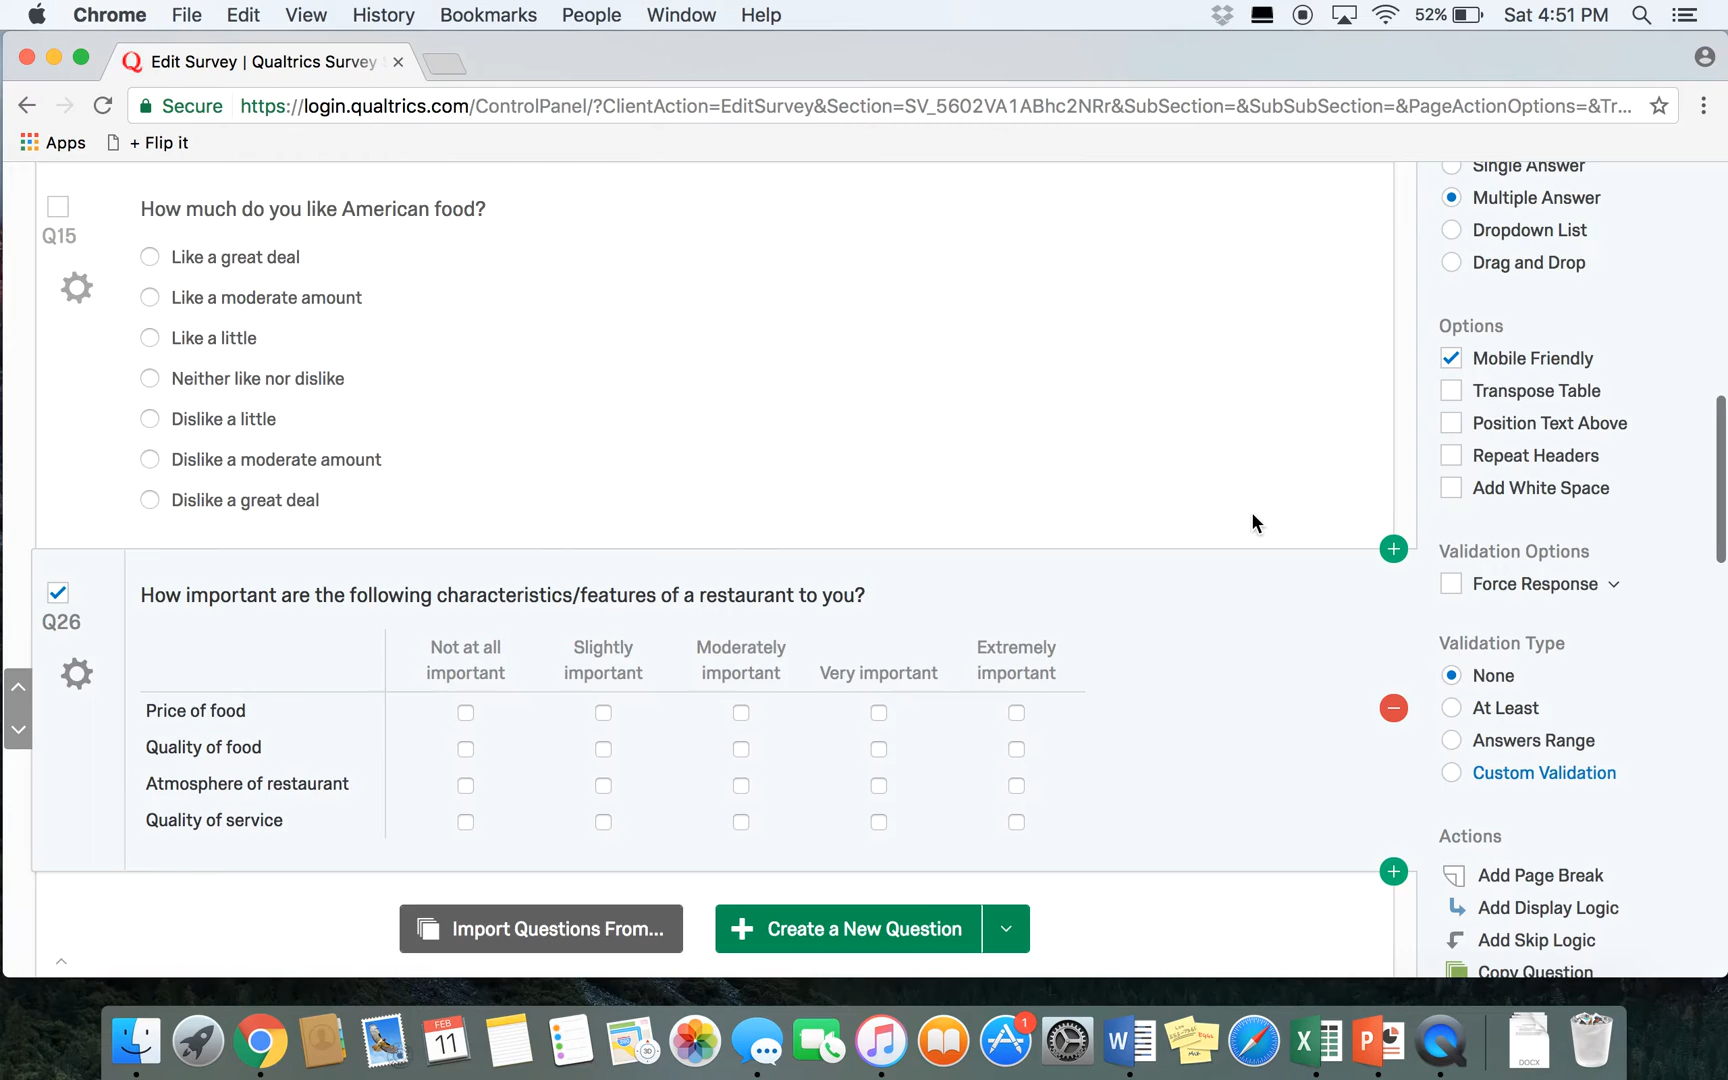 Chrome File Edit View History Bookmarks People Window Help 52% Sat 4:51 PM
Edit Survey | Qualtrics Survey
Secure https://login.qualtrics.com/ControlPanel/?ClientAction=EditSurvey&Section=SV_5602VA1ABhc2NRr&SubSection=&SubSubSection=&PageActionOptions=&Tr...
Apps + Flip it
Single Answer
Multiple Answer
Dropdown List
Drag and Drop
Options
Mobile Friendly
Transpose Table
Position Text Above
Repeat Headers
Add White Space
Validation Options
Force Response
Validation Type
None
At Least
Answers Range
Custom Validation
Actions
Add Page Break
Add Display Logic
Add Skip Logic
Copy Question
Q15
How much do you like American food?
Like a great deal
Like a moderate amount
Like a little
Neither like nor dislike
Dislike a little
Dislike a moderate amount
Dislike a great deal
Q26
How important are the following characteristics/features of a restaurant to you?
Not at all important
Slightly important
Moderately important
Very important
Extremely important
Price of food
Quality of food
Atmosphere of restaurant
Quality of service
Import Questions From...
Create a New Question
FEB
11
3D
1
DOCX